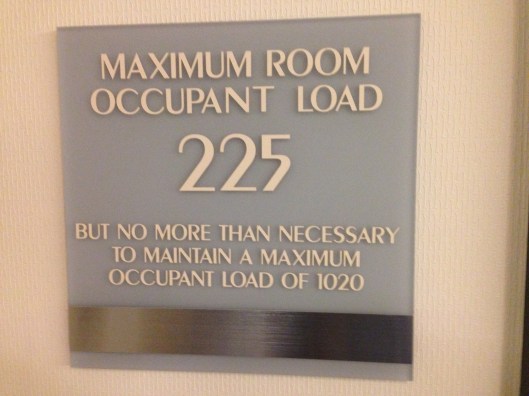 MAXIMUM ROOM
OCCUPANT LOAD
225
BUT NO MORE THAN NECESSARY
TO MAINTAIN A MAXIMUM
OCCUPANT LOAD OF 1020